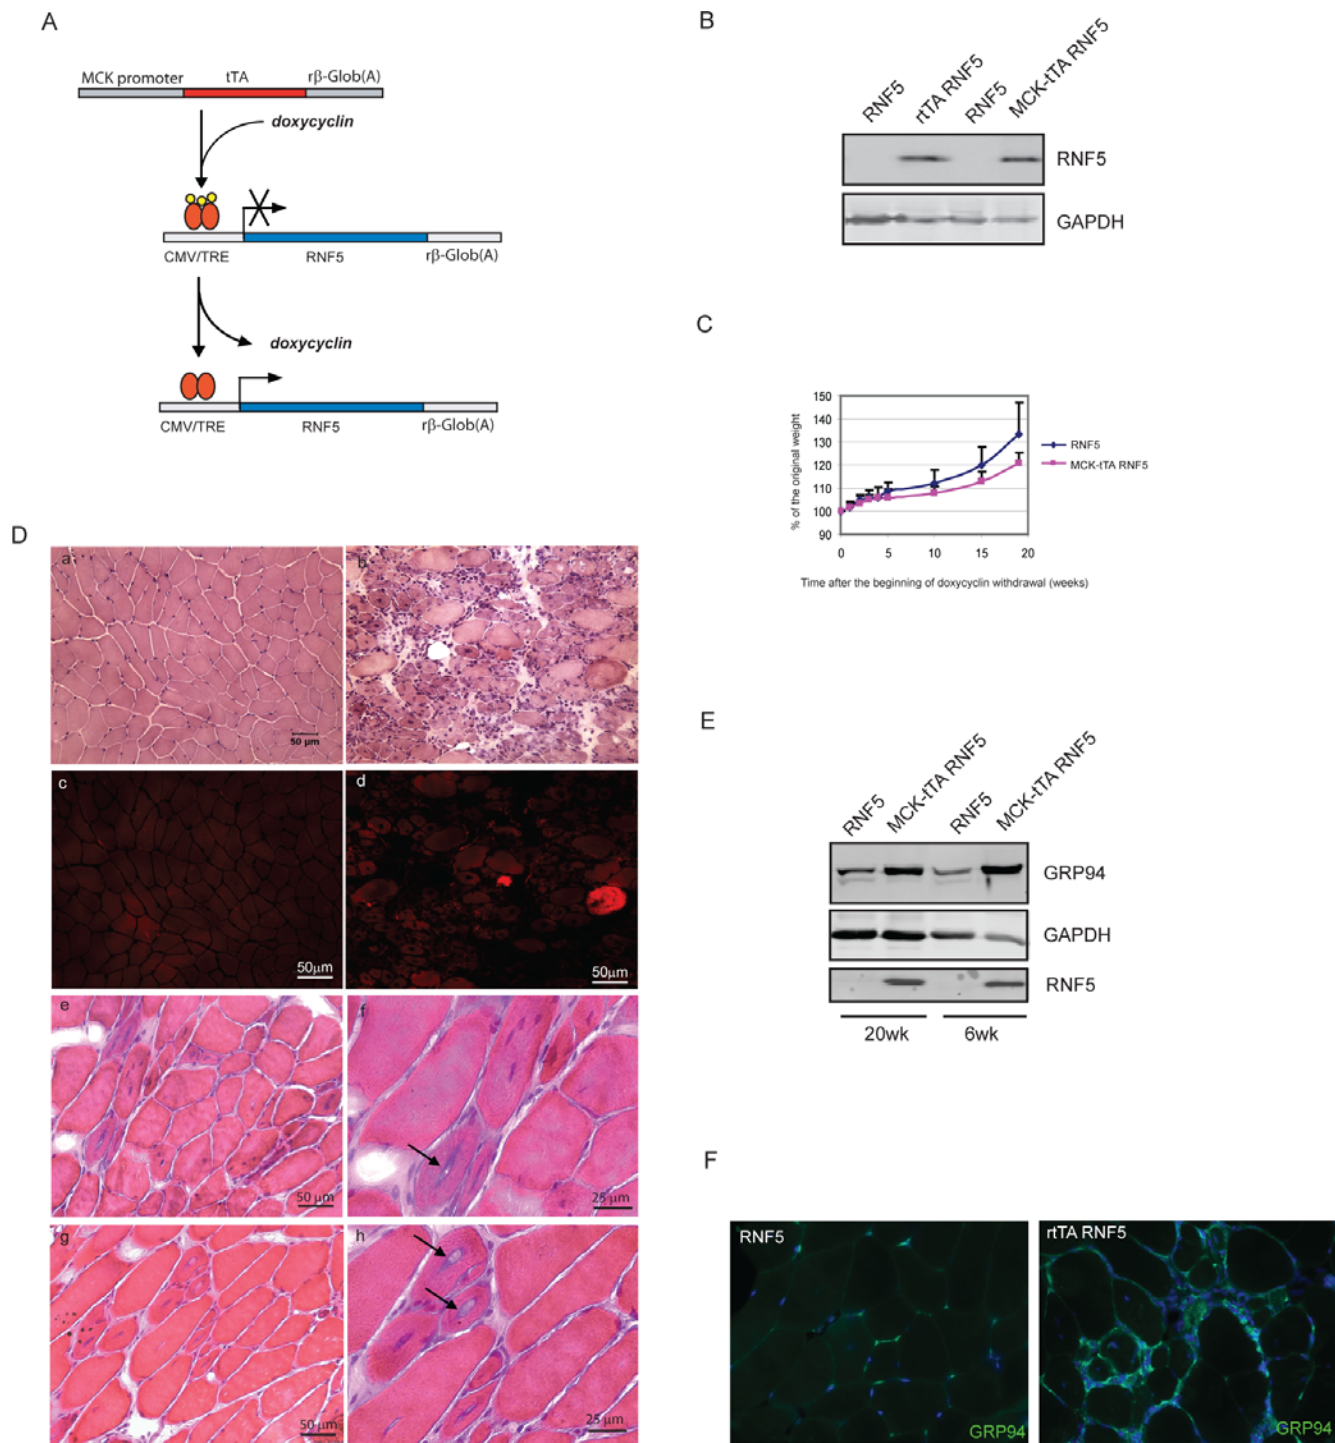 A
MCK promoter tTA rβ-Glob(A)
doxycyclin
CMV/TRE RNF5 rβ-Glob(A)
doxycyclin
CMV/TRE RNF5 rβ-Glob(A)
B
RNF5 rtTA RNF5 RNF5 MCK-tTA RNF5
RNF5
GAPDH
C
% of the original weight
150
140
130
120
110
100
90
0 5 10 15 20
Time after the beginning of doxycyclin withdrawal (weeks)
RNF5
MCK-tTA RNF5
D
a
50 µm
b
c
50µm
d
50µm
e
50 µm
f
25 µm
g
50 µm
h
25 µm
E
RNF5 MCK-tTA RNF5 RNF5 MCK-tTA RNF5
GRP94
GAPDH
RNF5
20wk 6wk
F
RNF5
GRP94
rtTA RNF5
GRP94